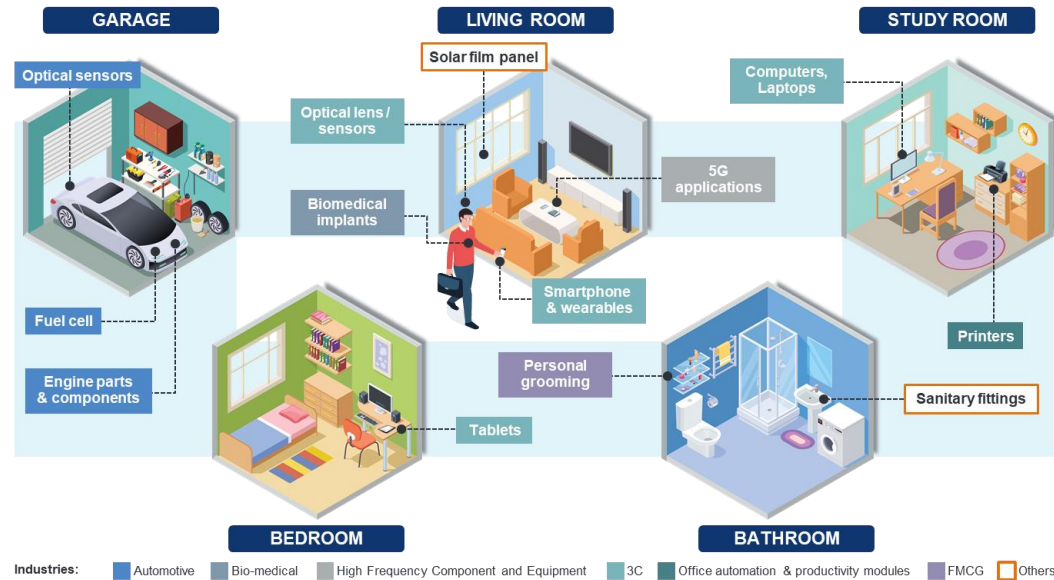 GARAGE
LIVING ROOM
STUDY ROOM
Optical sensors
Solar film panel
Computers,
Laptops
Optical lens /
sensors
5G
applications
Biomedical
implants
Smartphone
& wearables
Fuel cell
Printers
Engine parts
& components
Personal
grooming
Sanitary fittings
Tablets
BEDROOM
BATHROOM
Industries:
Automotive
Bio-medical
High Frequency Component and Equipment
3C
Office automation & productivity modules
FMCG
Others